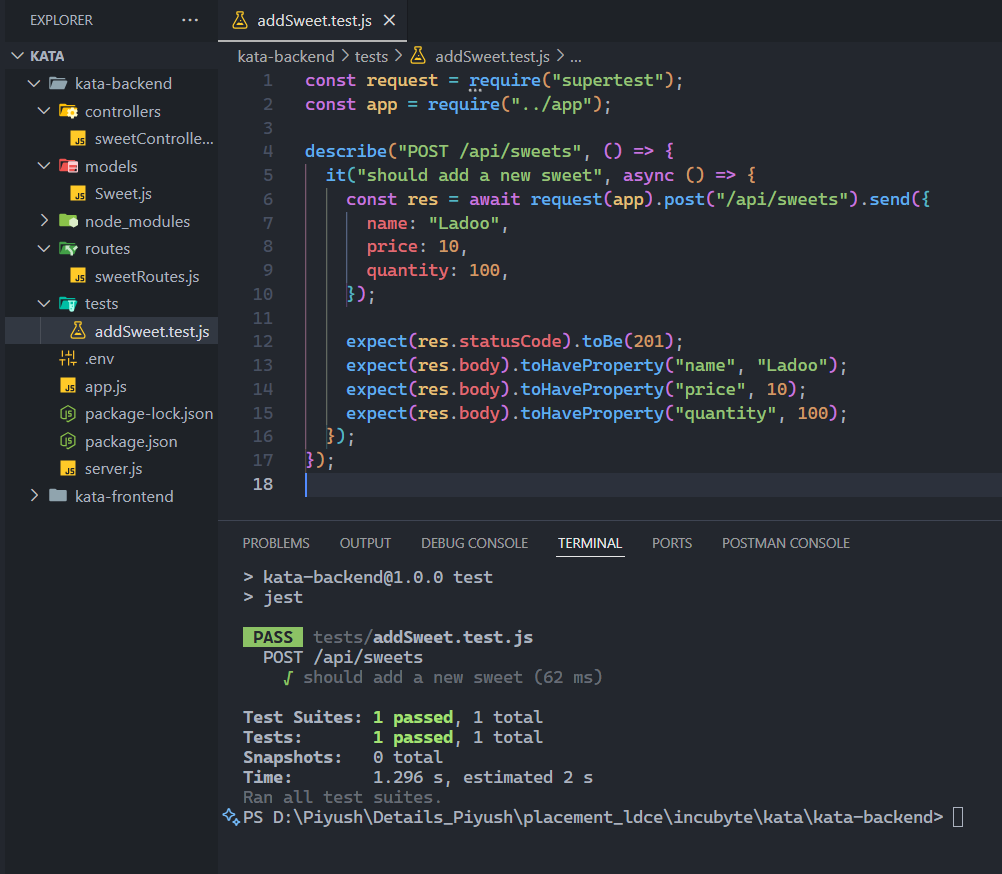 EXPLORER
KATA
kata-backend
controllers
sweetControlle...
models
Sweet.js
node_modules
routes
sweetRoutes.js
tests
addSweet.test.js
.env
app.js
package-lock.json
package.json
server.js
kata-frontend
addSweet.test.js
kata-backend > tests > addSweet.test.js > ...
1 const request = require("supertest");
2 const app = require("../app");
3
4 describe("POST /api/sweets", () => {
5 it("should add a new sweet", async () => {
6 const res = await request(app).post("/api/sweets").send({
7 name: "Ladoo",
8 price: 10,
9 quantity: 100,
10 });
11
12 expect(res.statusCode).toBe(201);
13 expect(res.body).toHaveProperty("name", "Ladoo");
14 expect(res.body).toHaveProperty("price", 10);
15 expect(res.body).toHaveProperty("quantity", 100);
16 });
17 });
18
PROBLEMS OUTPUT DEBUG CONSOLE TERMINAL PORTS POSTMAN CONSOLE
> kata-backend@1.0.0 test
> jest
PASS tests/addSweet.test.js
POST /api/sweets
√ should add a new sweet (62 ms)
Test Suites: 1 passed, 1 total
Tests: 1 passed, 1 total
Snapshots: 0 total
Time: 1.296 s, estimated 2 s
Ran all test suites.
PS D:\Piyush\Details_Piyush\placement_ldce\incubyte\kata\kata-backend>